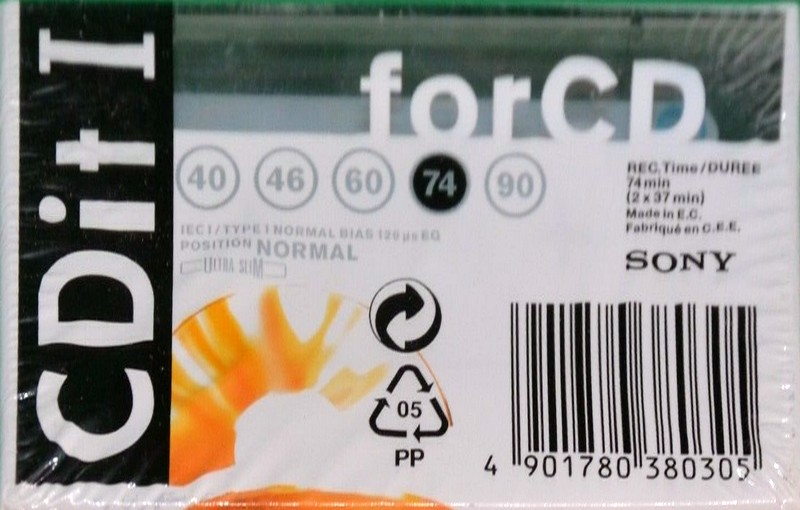 CDit I
forCD
40 46 60 74 90
REC.Time/DUREE
74min
(2 x 37 min)
Made in E.C.
Fabriqué en C.E.E.
IEC I/TYPE I NORMAL BIAS 120 µs EQ
POSITION NORMAL
ULTRA SLIM
SONY
05
PP
4 901780 380305